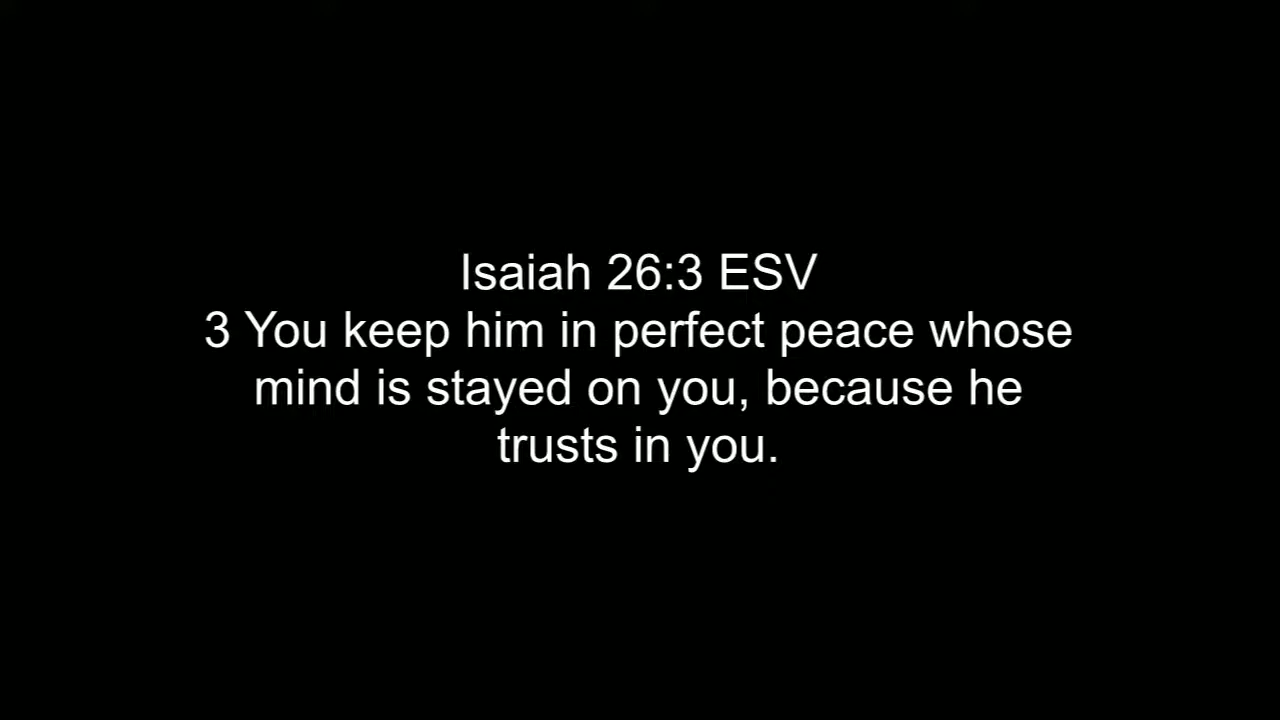 Isaiah 26:3 ESV
3 You keep him in perfect peace whose
mind is stayed on you, because he
trusts in you.